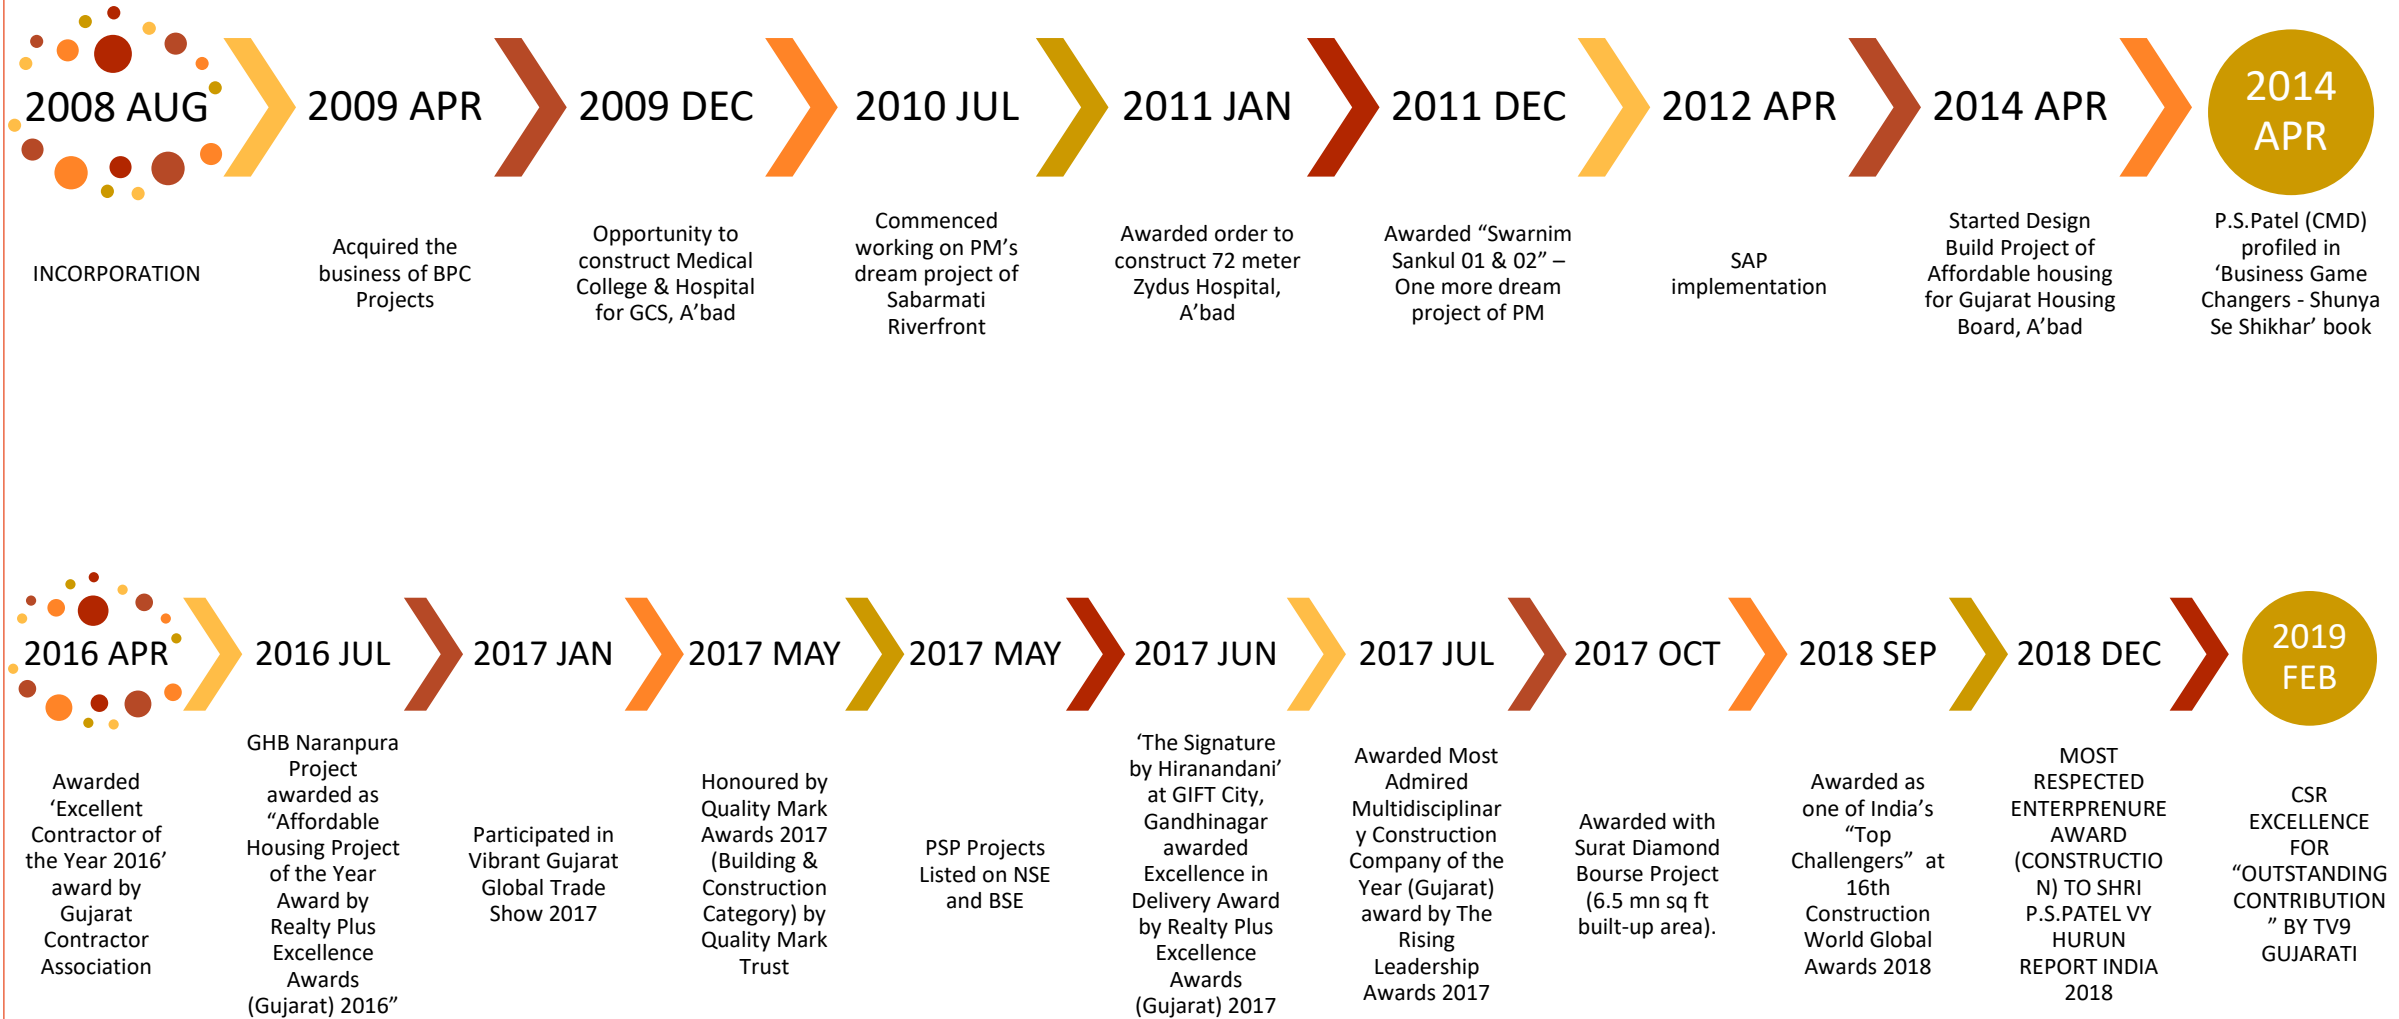 2008 AUG
INCORPORATION
2009 APR
Acquired the
business of BPC
Projects
2009 DEC
Opportunity to
construct Medical
College & Hospital
for GCS, A’bad
2010 JUL
Commenced
working on PM’s
dream project of
Sabarmati
Riverfront
2011 JAN
Awarded order to
construct 72 meter
Zydus Hospital,
A’bad
2011 DEC
Awarded “Swarnim
Sankul 01 & 02” –
One more dream
project of PM
2012 APR
SAP
implementation
2014 APR
Started Design
Build Project of
Affordable housing
for Gujarat Housing
Board, A’bad
2014
APR
P.S.Patel (CMD)
profiled in
‘Business Game
Changers - Shunya
Se Shikhar’ book
2016 APR
Awarded
‘Excellent
Contractor of
the Year 2016’
award by
Gujarat
Contractor
Association
2016 JUL
GHB Naranpura
Project
awarded as
“Affordable
Housing Project
of the Year
Award by
Realty Plus
Excellence
Awards
(Gujarat) 2016”
2017 JAN
Participated in
Vibrant Gujarat
Global Trade
Show 2017
2017 MAY
Honoured by
Quality Mark
Awards 2017
(Building &
Construction
Category) by
Quality Mark
Trust
2017 MAY
PSP Projects
Listed on NSE
and BSE
2017 JUN
‘The Signature
by Hiranandani’
at GIFT City,
Gandhinagar
awarded
Excellence in
Delivery Award
by Realty Plus
Excellence
Awards
(Gujarat) 2017
2017 JUL
Awarded Most
Admired
Multidisciplinar
y Construction
Company of the
Year (Gujarat)
award by The
Rising
Leadership
Awards 2017
2017 OCT
Awarded with
Surat Diamond
Bourse Project
(6.5 mn sq ft
built-up area).
2018 SEP
Awarded as
one of India’s
“Top
Challengers” at
16th
Construction
World Global
Awards 2018
2018 DEC
MOST
RESPECTED
ENTERPRENURE
AWARD
(CONSTRUCTIO
N) TO SHRI
P.S.PATEL VY
HURUN
REPORT INDIA
2018
2019
FEB
CSR
EXCELLENCE
FOR
“OUTSTANDING
CONTRIBUTION
” BY TV9
GUJARATI